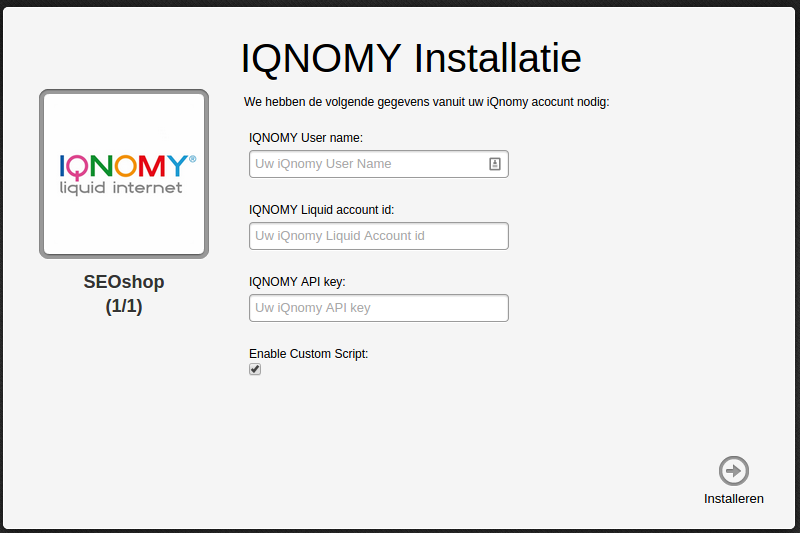 IQNOMY Installatie
IQNOMY®
liquid internet
SEOshop
(1/1)
We hebben de volgende gegevens vanuit uw iQnomy acocunt nodig:
IQNOMY User name:
Uw iQnomy User Name
IQNOMY Liquid account id:
Uw iQnomy Liquid Account id
IQNOMY API key:
Uw iQnomy API key
Enable Custom Script:
Installeren